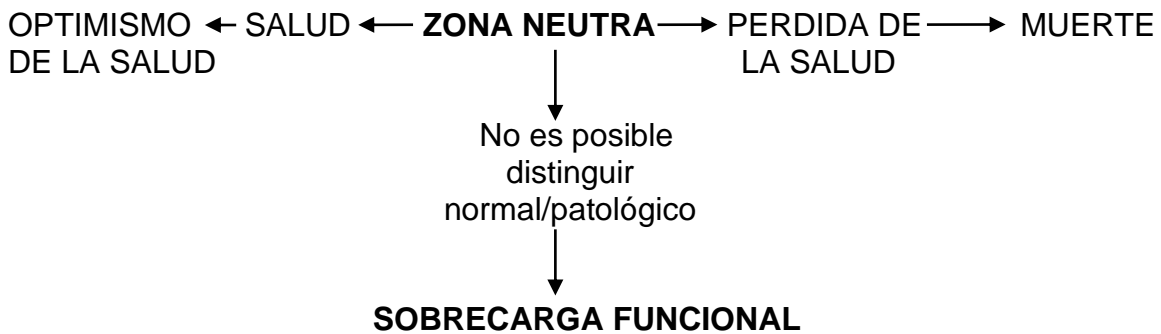 OPTIMISMO SALUD ZONA NEUTRA PERDIDA DE MUERTE
DE LA SALUD LA SALUD
No es posible
distinguir
normal/patológico
SOBRECARGA FUNCIONAL